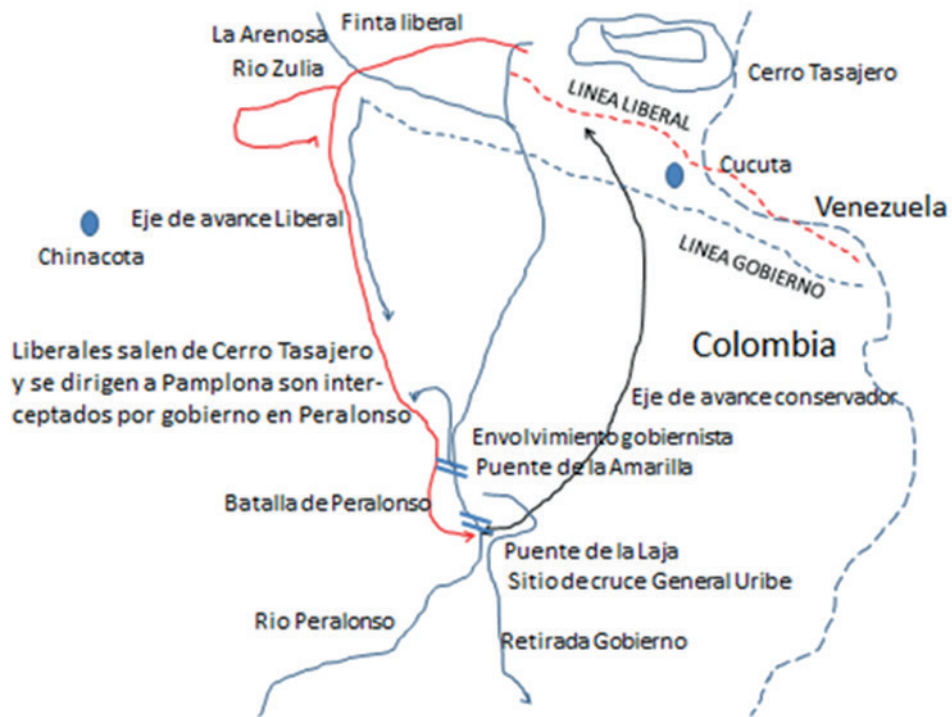 Finta liberal
La Arenosa
Rio Zulia
Cerro Tasajero
LINEA LIBERAL
Cucuta
Venezuela
Eje de avance Liberal
Chinacota
LINEA GOBIERNO
Colombia
Liberales salen de Cerro Tasajero
y se dirigen a Pamplona son inter-
ceptados por gobierno en Peralonso
Eje de avance conservador
Envolvimiento gobiernista
Puente de la Amarilla
Batalla de Peralonso
Puente de la Laja
Sitio de cruce General Uribe
Rio Peralonso
Retirada Gobierno